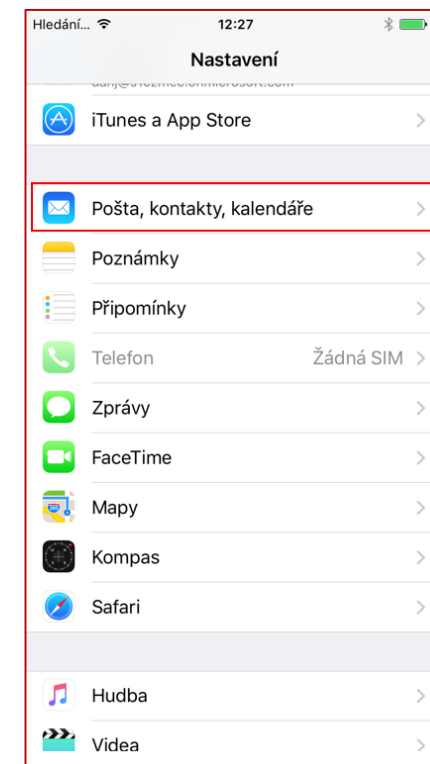 Hledání... 12:27
Nastavení
iTunes a App Store
Pošta, kontakty, kalendáře
Poznámky
Připomínky
Telefon Žádná SIM
Zprávy
FaceTime
Mapy
Kompas
Safari
Hudba
Videa